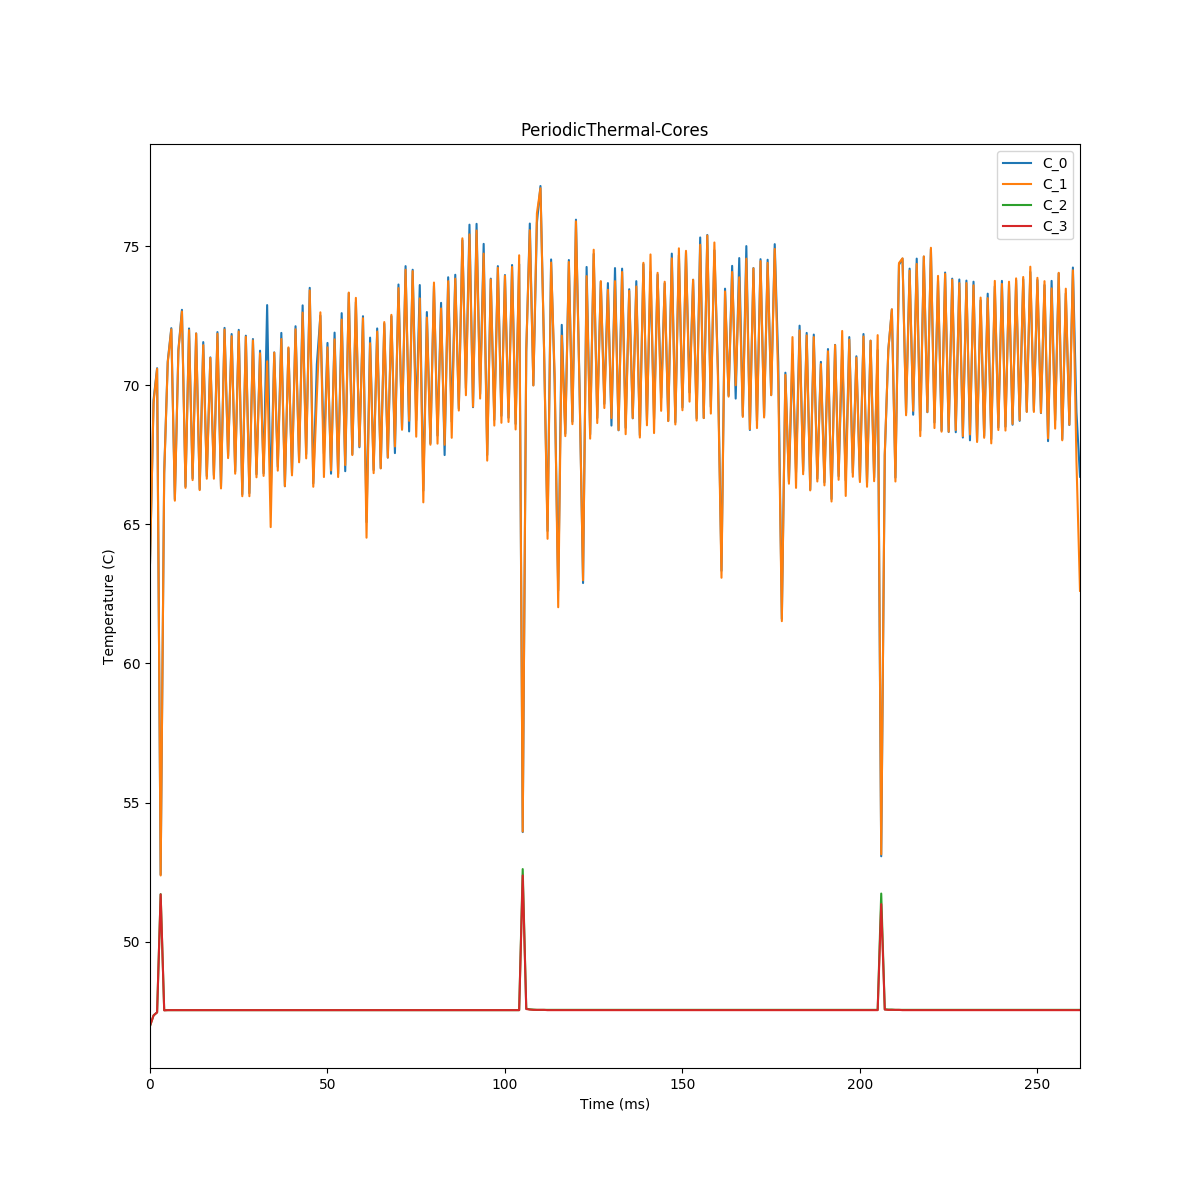 PeriodicThermal-Cores
C_0
C_1
C_2
C_3
75
70
65
60
55
50
Temperature (C)
0 50 100 150 200 250
Time (ms)